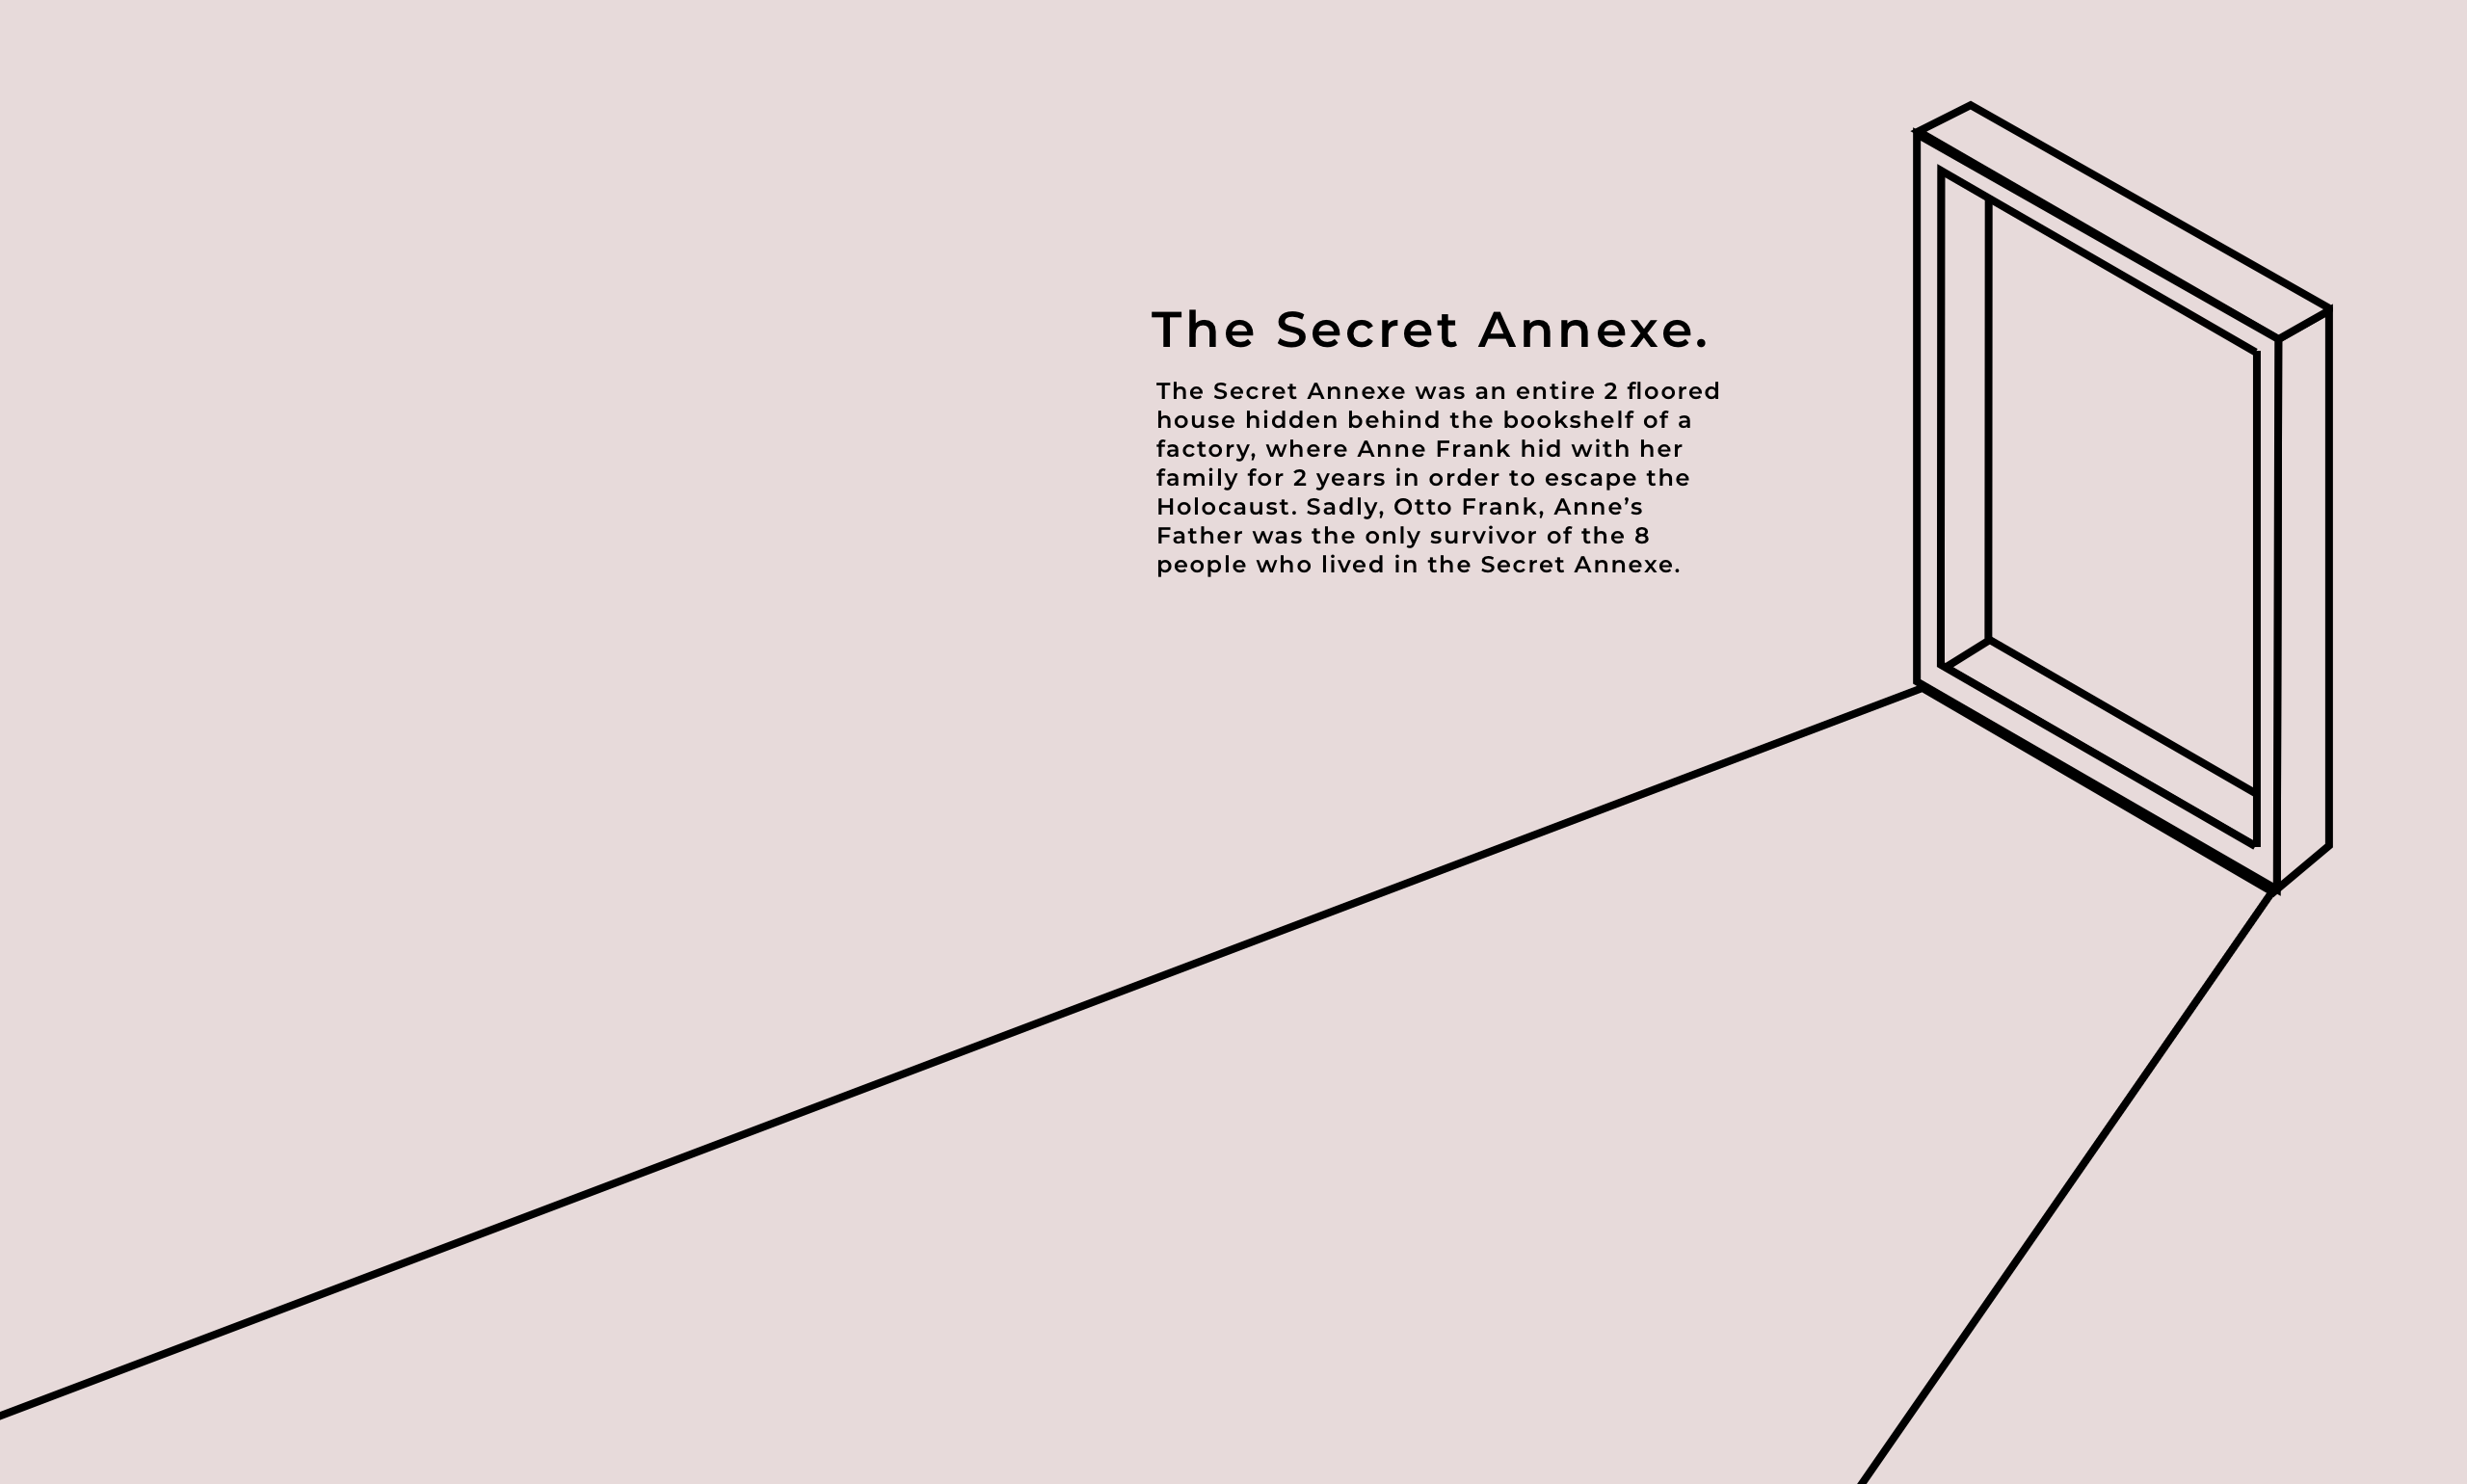 The Secret Annexe.
The Secret Annexe was an entire 2 floored
house hidden behind the bookshelf of a
factory, where Anne Frank hid with her
family for 2 years in order to escape the
Holocaust. Sadly, Otto Frank, Anne’s
Father was the only survivor of the 8
people who lived in the Secret Annexe.